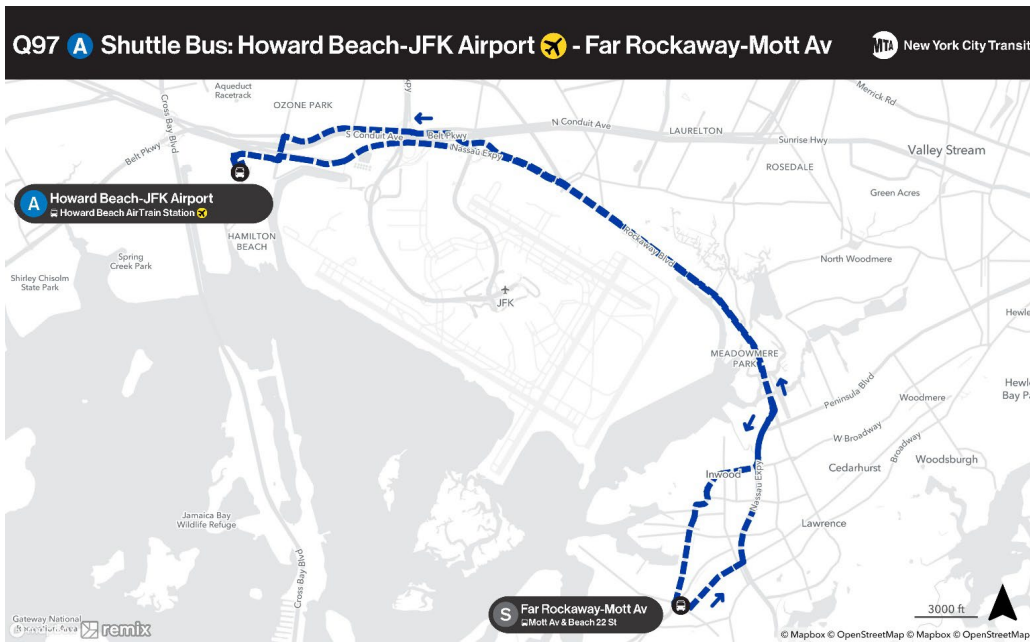 Q97 A Shuttle Bus: Howard Beach-JFK Airport - Far Rockaway-Mott Av
MTA New York City Transit
Aqueduct
Racetrack
OZONE PARK
Cross Bay Blvd
Merrick Rd
N Conduit Ave
S Conduit Ave
Belt Pkwy
LAURELTON
Sunrise Hwy
Belt Pkwy
Nassau Expy
Valley Stream
ROSEDALE
A Howard Beach-JFK Airport
Howard Beach AirTrain Station
Green Acres
HAMILTON
BEACH
Rockaway Blvd
Spring
Creek Park
North Woodmere
Shirley Chisolm
State Park
JFK
MEADOWMERE
PARK
Peninsula Blvd
Woodmere
W Broadway
Broadway
Inwood
Cedarhurst
Woodsburgh
Nassau Expy
Jamaica Bay
Wildlife Refuge
Lawrence
Cross Bay Blvd
S Far Rockaway-Mott Av
Mott Av & Beach 22 St
3000 ft
Gateway National
remix
© Mapbox © OpenStreetMap © Mapbox © OpenStreetMap